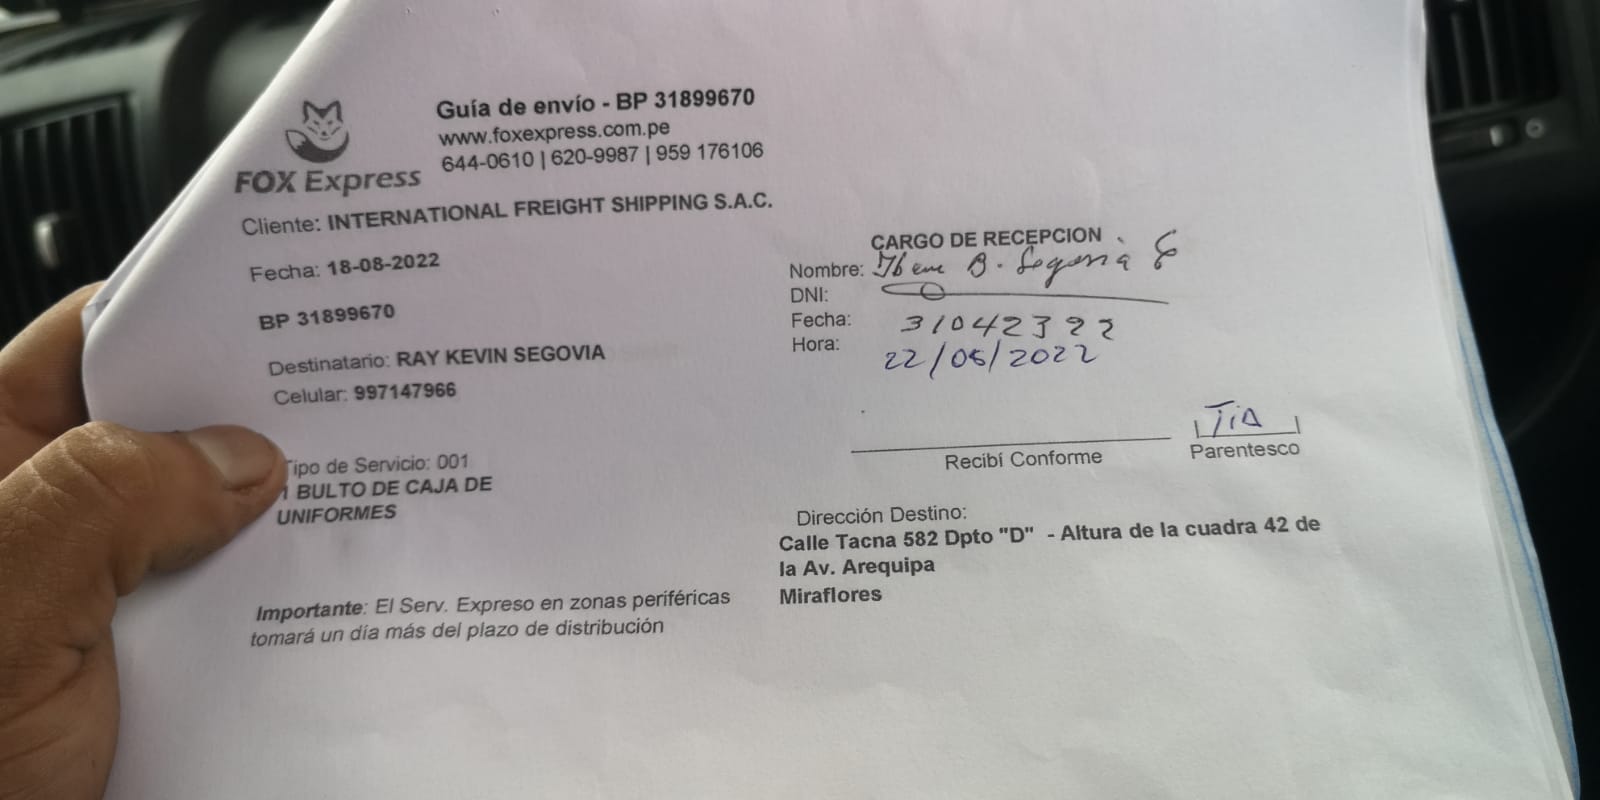 FOX Express
Guía de envío - BP 31899670
www.foxexpress.com.pe
644-0610 | 620-9987 | 959 176106
Cliente: INTERNATIONAL FREIGHT SHIPPING S.A.C.
Fecha: 18-08-2022
BP 31899670
Destinatario: RAY KEVIN SEGOVIA
Celular: 997147966
Tipo de Servicio: 001
1 BULTO DE CAJA DE
UNIFORMES
Importante: El Serv. Expreso en zonas periféricas
tomará un día más del plazo de distribución
CARGO DE RECEPCION
Nombre: B. Segovia
DNI:
Fecha: 31042322
Hora: 22/08/2022
TIA
Recibí Conforme
Parentesco
Dirección Destino:
Calle Tacna 582 Dpto "D" - Altura de la cuadra 42 de
la Av. Arequipa
Miraflores